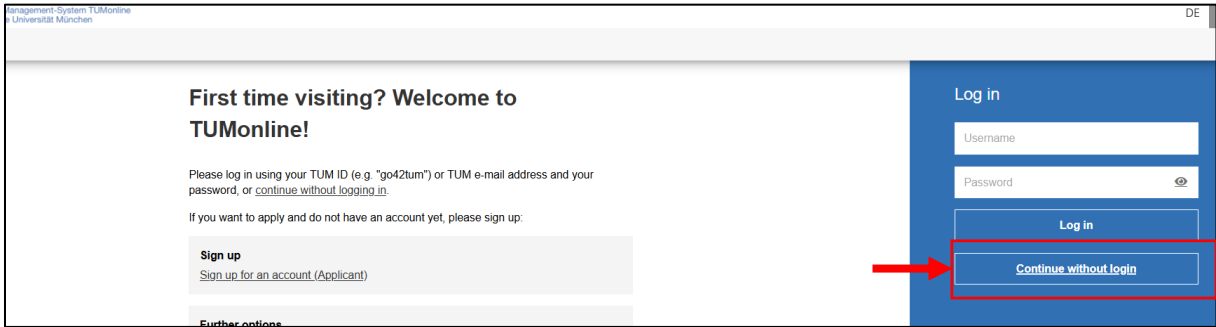 Management-System TUMonline
e Universität München
DE
First time visiting? Welcome to
TUMonline!
Please log in using your TUM ID (e.g. "go42tum") or TUM e-mail address and your
password, or continue without logging in.
If you want to apply and do not have an account yet, please sign up:
Sign up
Sign up for an account (Applicant)
Further options
Log in
Username
Password
Log in
Continue without login